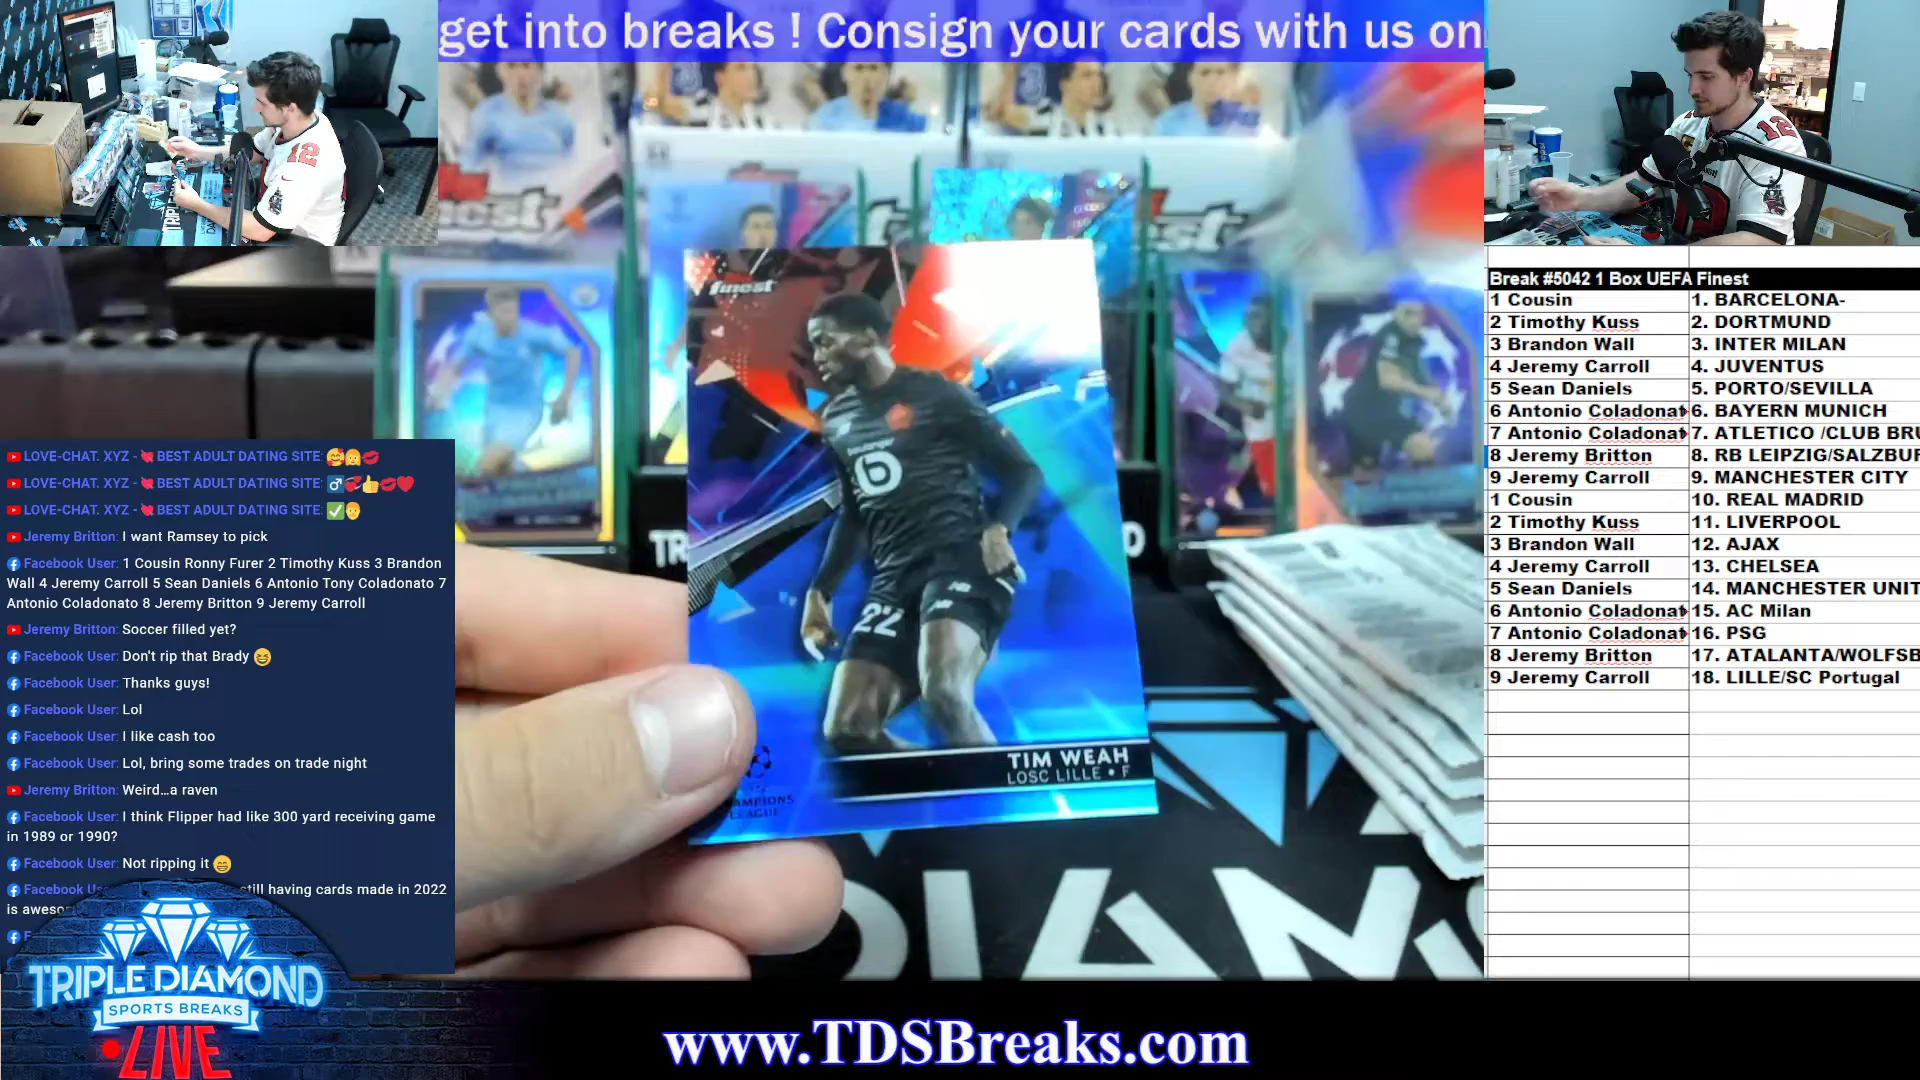 get into breaks ! Consign your cards with us on
12
12
finest
22
TIM WEAH
LOSC LILLE • F
CHAMPIONS
LEAGUE
LOVE-CHAT. XYZ - 💘BEST ADULT DATING SITE: 🥰🙍💋
LOVE-CHAT. XYZ - 💘BEST ADULT DATING SITE: ♂💞👍💋❤
LOVE-CHAT. XYZ - 💘BEST ADULT DATING SITE: ✅👨
Jeremy Britton: I want Ramsey to pick
Facebook User: 1 Cousin Ronny Furer 2 Timothy Kuss 3 Brandon
Wall 4 Jeremy Carroll 5 Sean Daniels 6 Antonio Tony Coladonato 7
Antonio Coladonato 8 Jeremy Britton 9 Jeremy Carroll
Jeremy Britton: Soccer filled yet?
Facebook User: Don't rip that Brady 😆
Facebook User: Thanks guys!
Facebook User: Lol
Facebook User: I like cash too
Facebook User: Lol, bring some trades on trade night
Jeremy Britton: Weird…a raven
Facebook User: I think Flipper had like 300 yard receiving game
in 1989 or 1990?
Facebook User: Not ripping it 😄
Facebook still having cards made in 2022
is
TRIPLE DIAMOND
SPORTS BREAKS
LIVE
www.TDSBreaks.com
Break #5042 1 Box UEFA Finest
1 Cousin 1. BARCELONA-
2 Timothy Kuss 2. DORTMUND
3 Brandon Wall 3. INTER MILAN
4 Jeremy Carroll 4. JUVENTUS
5 Sean Daniels 5. PORTO/SEVILLA
6 Antonio Coladonat 6. BAYERN MUNICH
7 Antonio Coladonat 7. ATLETICO /CLUB BRU
8 Jeremy Britton 8. RB LEIPZIG/SALZBUR
9 Jeremy Carroll 9. MANCHESTER CITY
1 Cousin 10. REAL MADRID
2 Timothy Kuss 11. LIVERPOOL
3 Brandon Wall 12. AJAX
4 Jeremy Carroll 13. CHELSEA
5 Sean Daniels 14. MANCHESTER UNIT
6 Antonio Coladonat 15. AC Milan
7 Antonio Coladonat 16. PSG
8 Jeremy Britton 17. ATALANTA/WOLFSB
9 Jeremy Carroll 18. LILLE/SC Portugal